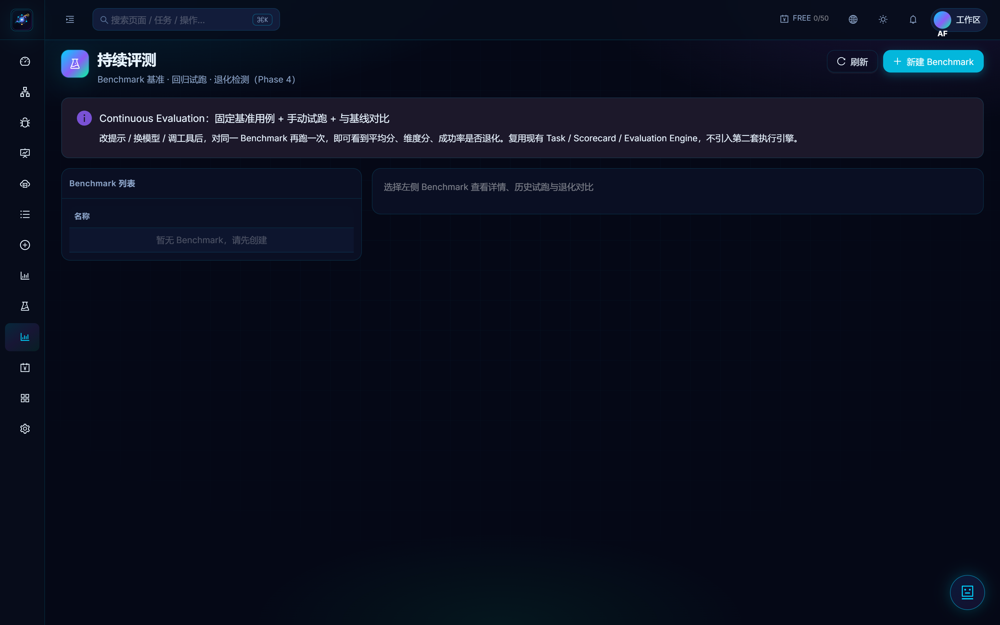 搜索页面 / 任务 / 操作...
⌘K
FREE 0/50
工作区
AF
持续评测
Benchmark 基准 · 回归试跑 · 退化检测（Phase 4）
刷新
新建 Benchmark
Continuous Evaluation：固定基准用例 + 手动试跑 + 与基线对比
改提示 / 换模型 / 调工具后，对同一 Benchmark 再跑一次，即可看到平均分、维度分、成功率是否退化。复用现有 Task / Scorecard / Evaluation Engine，不引入第二套执行引擎。
Benchmark 列表
名称
暂无 Benchmark，请先创建
选择左侧 Benchmark 查看详情、历史试跑与退化对比